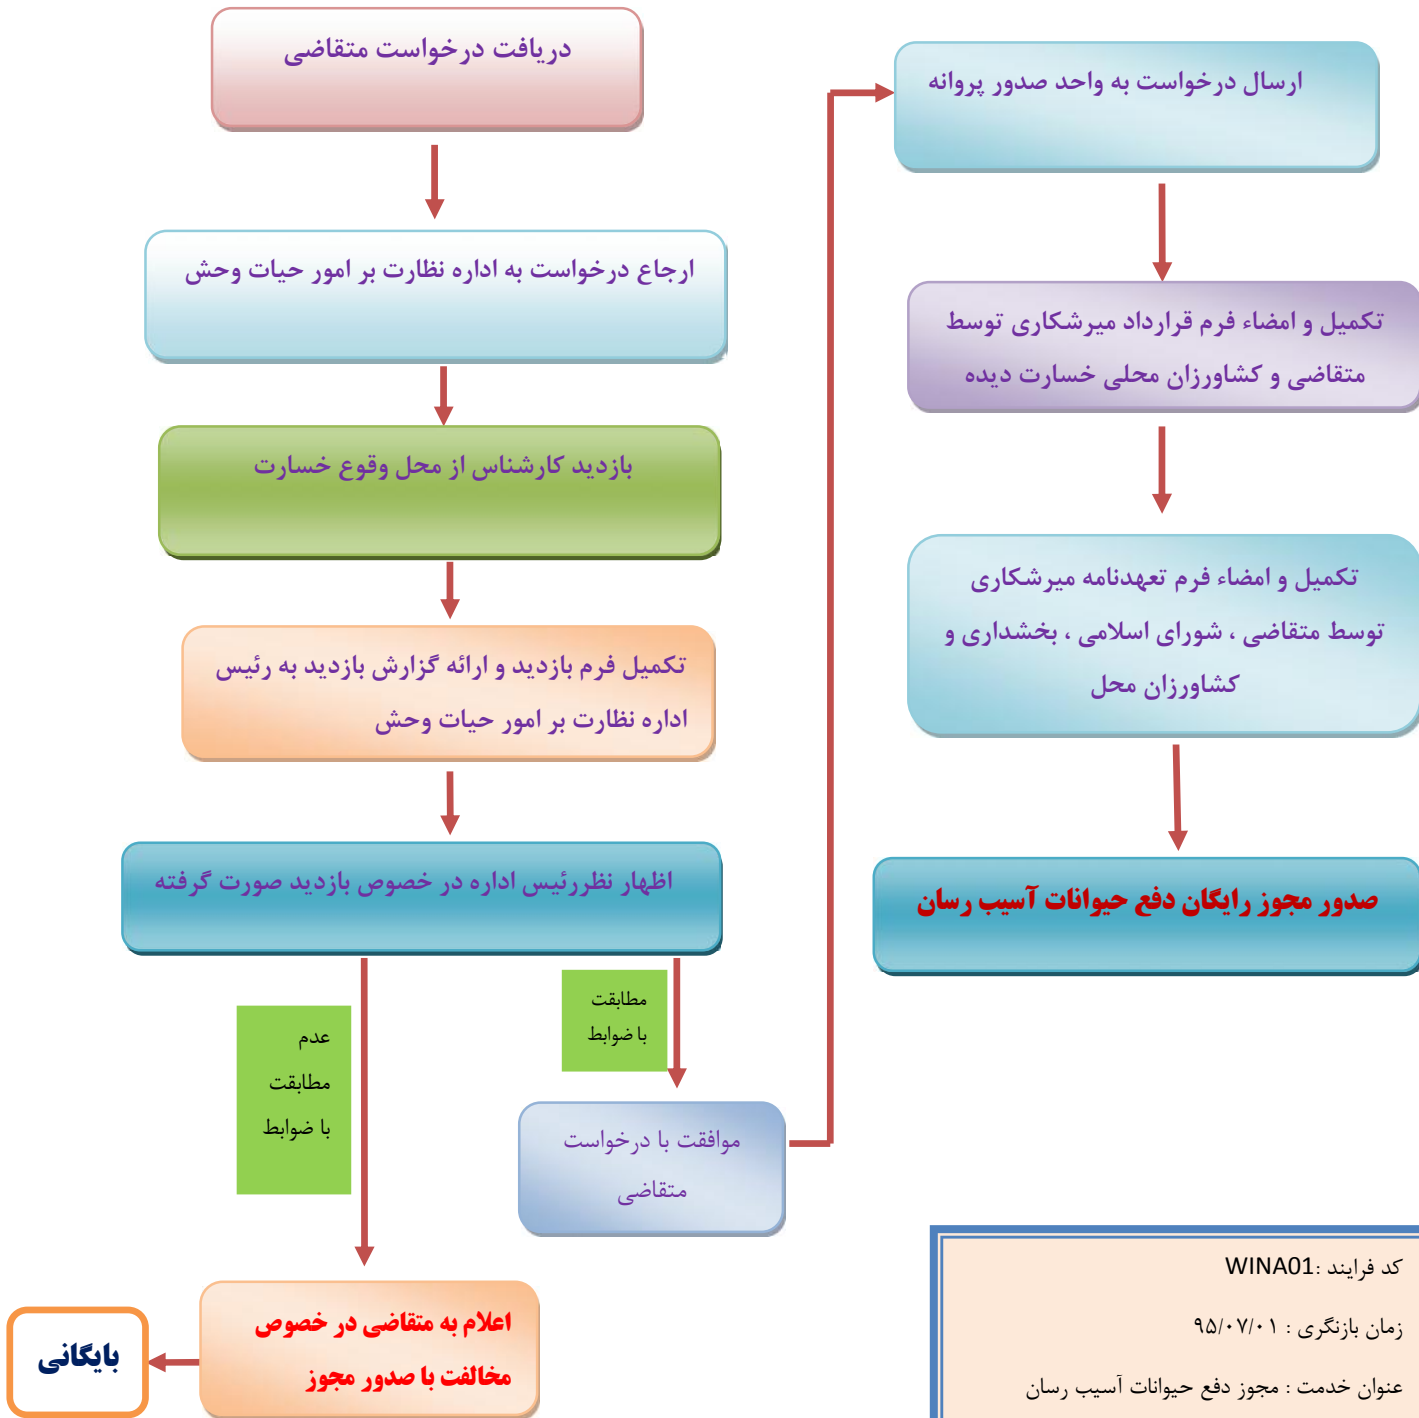 دریافت درخواست متقاضی
ارجاع درخواست به اداره نظارت بر امور حیات وحش
بازدید کارشناس از محل وقوع خسارت
تکمیل فرم بازدید و ارائه گزارش بازدید به رئیس
اداره نظارت بر امور حیات وحش
اظهار نظررئیس اداره در خصوص بازدید صورت گرفته
مطابقت
با ضوابط
عدم
مطابقت
با ضوابط
موافقت با درخواست
متقاضی
اعلام به متقاضی در خصوص
مخالفت با صدور مجوز
بایگانی
ارسال درخواست به واحد صدور پروانه
تکمیل و امضاء فرم قرارداد میرشکاری توسط
متقاضی و کشاورزان محلی خسارت دیده
تکمیل و امضاء فرم تعهدنامه میرشکاری
توسط متقاضی ، شورای اسلامی ، بخشداری و
کشاورزان محل
صدور مجوز رایگان دفع حیوانات آسیب رسان
کد فرایند :WINA01
زمان بازنگری : ۹۵/۰۷/۰۱
عنوان خدمت : مجوز دفع حیوانات آسیب رسان